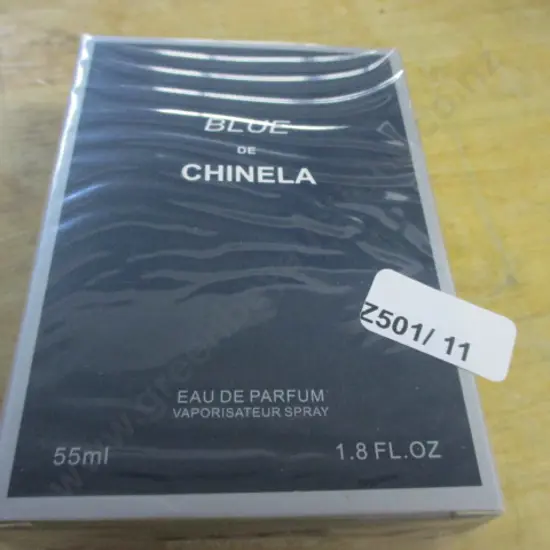 BLUE
DE
CHINELA
Z501/ 11
EAU DE PARFUM
VAPORISATEUR SPRAY
55ml
1.8 FL.OZ